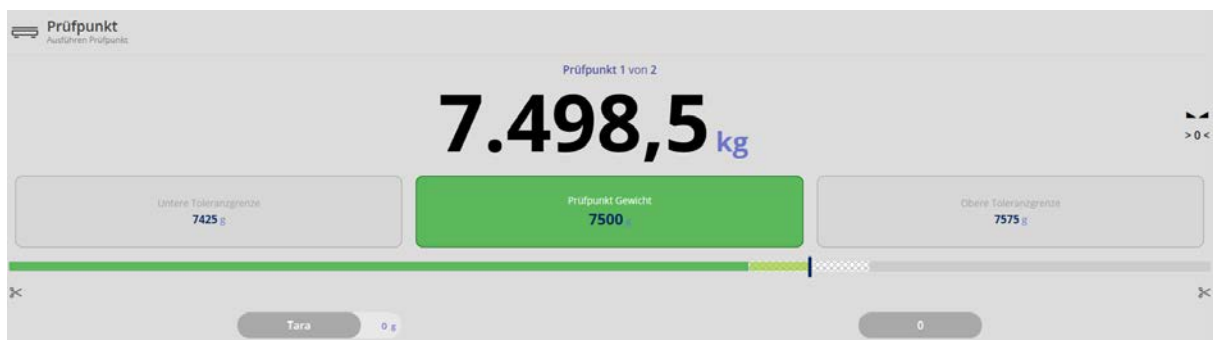 Prüfpunkt
Ausführen Prüfpunkt
Prüfpunkt 1 von 2
7.498,5 kg
> 0 <
Untere Toleranzgrenze
7425 g
Prüfpunkt Gewicht
7500 g
Obere Toleranzgrenze
7575 g
Tara 0 g
0